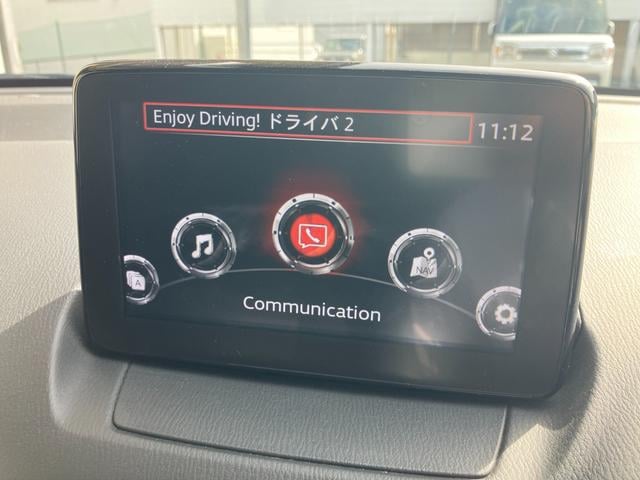 Enjoy Driving! ドライバ 2
11:12
A
NAV
Communication